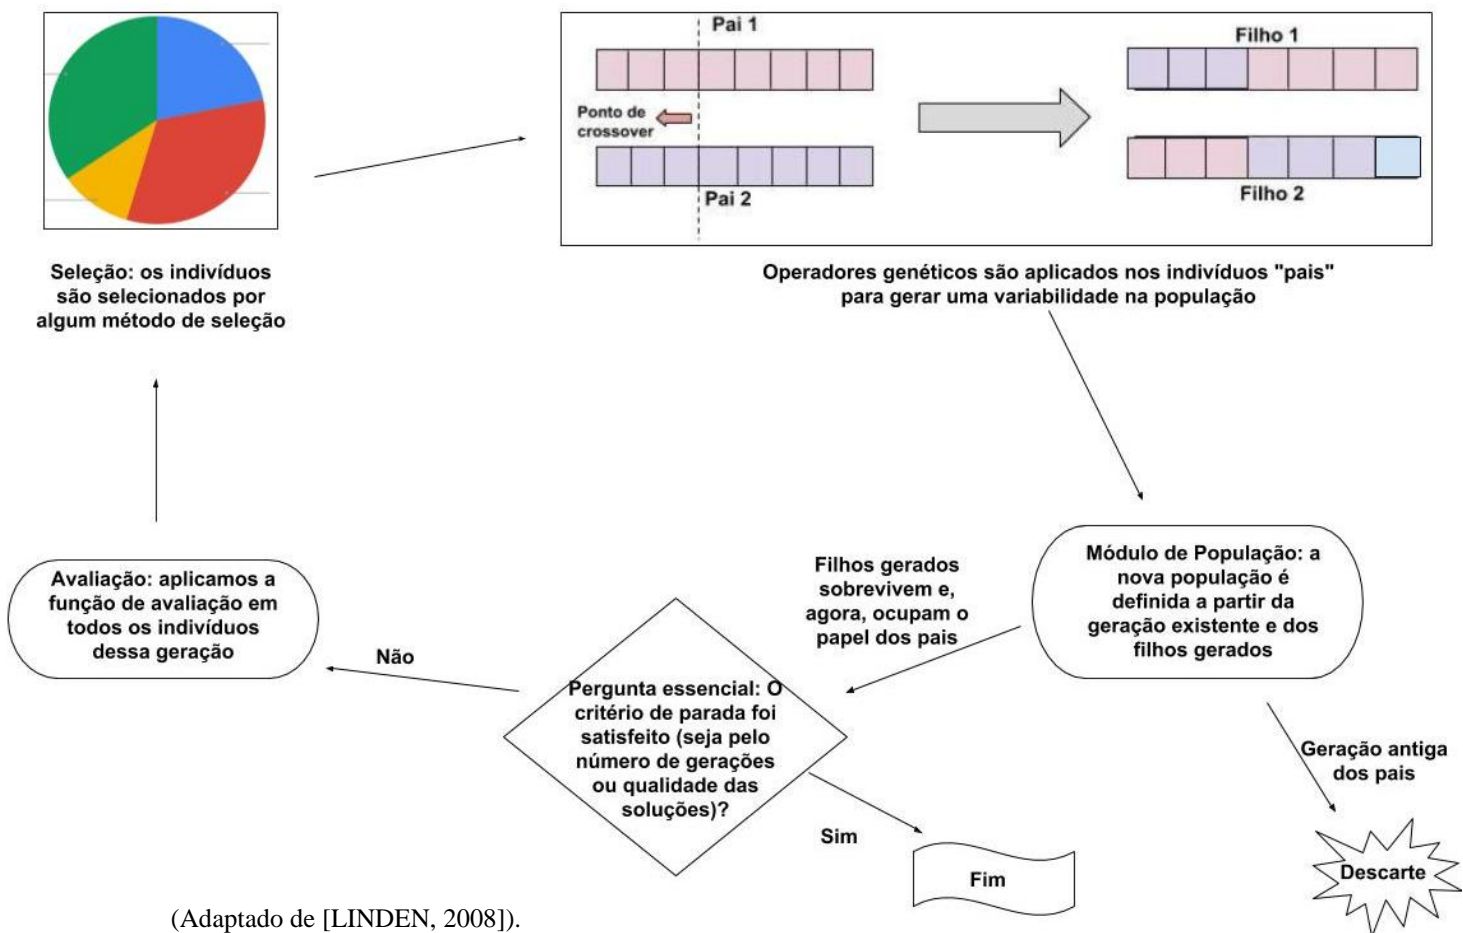 Pai 1
Ponto de
crossover
Pai 2
Filho 1
Filho 2
Seleção: os indivíduos
são selecionados por
algum método de seleção
Operadores genéticos são aplicados nos indivíduos "pais"
para gerar uma variabilidade na população
Módulo de População: a
nova população é
definida a partir da
geração existente e dos
filhos gerados
Filhos gerados
sobrevivem e,
agora, ocupam o
papel dos pais
Avaliação: aplicamos a
função de avaliação em
todos os indivíduos
dessa geração
Não
Pergunta essencial: O
critério de parada foi
satisfeito (seja pelo
número de gerações
ou qualidade das
soluções)?
Sim
Fim
Geração antiga
dos pais
Descarte
(Adaptado de [LINDEN, 2008]).